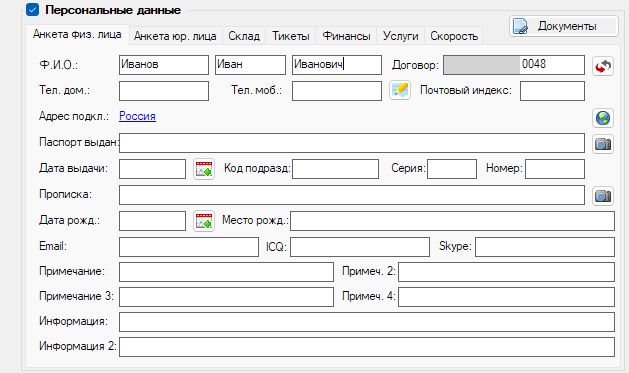 Персональные данные
Документы
Анкета физ. лица Анкета юр. лица Склад Тикеты Финансы Услуги Скорость
Ф.И.О.: Иванов Иван Иванович Договор: 0048
Тел. дом.: Тел. моб.: Почтовый индекс:
Адрес подкл.: Россия
Паспорт выдан:
Дата выдачи: Код подразд: Серия: Номер:
Прописка:
Дата рожд.: Место рожд.:
Email: ICQ: Skype:
Примечание: Примеч. 2:
Примечание 3: Примеч. 4:
Информация:
Информация 2: